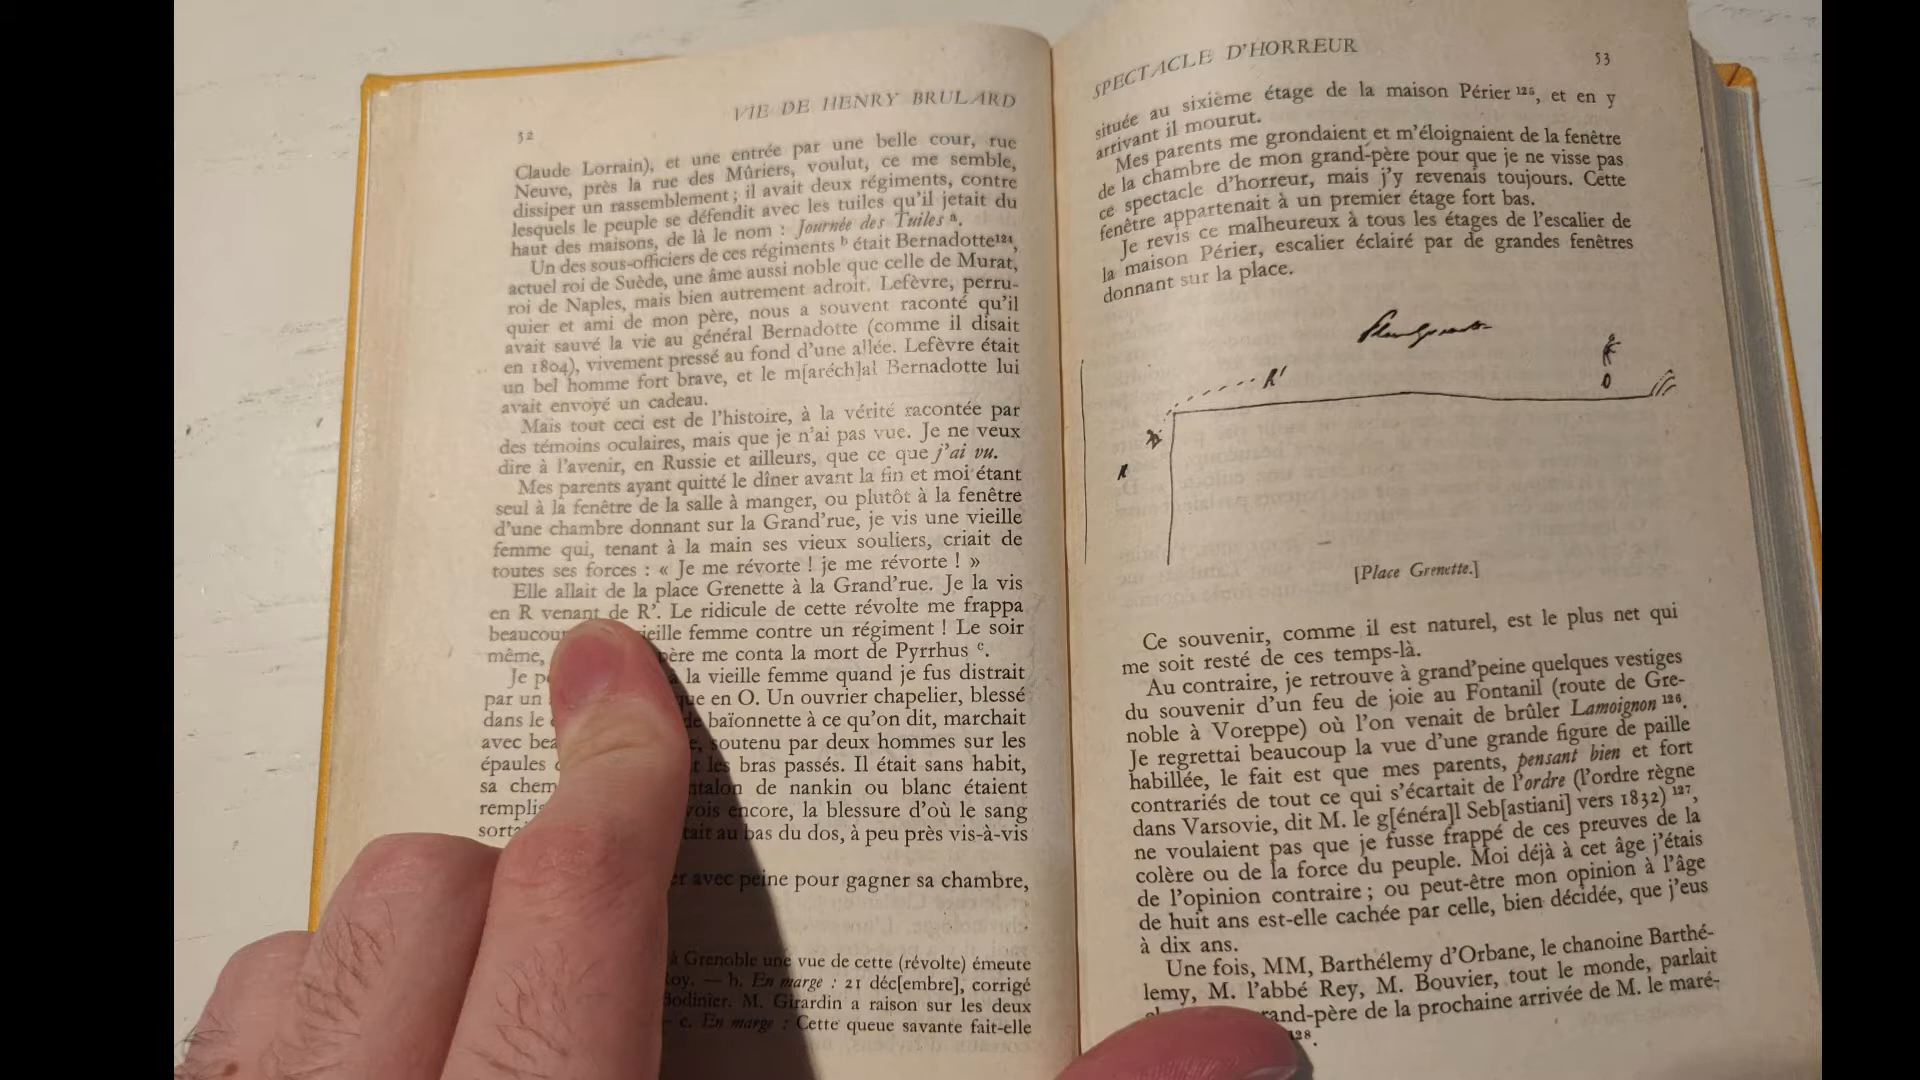 VIE DE HENRY BRULARD
52
Claude Lorrain), et une entrée par une belle cour, rue
Neuve, près la rue des Mûriers, voulut, ce me semble,
dissiper un rassemblement ; il avait deux régiments, contre
lesquels le peuple se défendit avec les tuiles qu'il jetait du
haut des maisons, de là le nom : Journée des Tuiles a.
Un des sous-officiers de ces régiments b était Bernadotte124,
actuel roi de Suède, une âme aussi noble que celle de Murat,
roi de Naples, mais bien autrement adroit. Lefèvre, perru-
quier et ami de mon père, nous a souvent raconté qu'il
avait sauvé la vie au général Bernadotte (comme il disait
en 1804), vivement pressé au fond d'une allée. Lefèvre était
un bel homme fort brave, et le m[aréch]al Bernadotte lui
avait envoyé un cadeau.
Mais tout ceci est de l'histoire, à la vérité racontée par
des témoins oculaires, mais que je n'ai pas vue. Je ne veux
dire à l'avenir, en Russie et ailleurs, que ce que j'ai vu.
Mes parents ayant quitté le dîner avant la fin et moi étant
seul à la fenêtre de la salle à manger, ou plutôt à la fenêtre
d'une chambre donnant sur la Grand'rue, je vis une vieille
femme qui, tenant à la main ses vieux souliers, criait de
toutes ses forces : « Je me révorte ! je me révorte ! »
Elle allait de la place Grenette à la Grand'rue. Je la vis
en R venant de R'. Le ridicule de cette révolte me frappa
beaucou ieille femme contre un régiment ! Le soir
même, père me conta la mort de Pyrrhus c.
Je p la vieille femme quand je fus distrait
par un que en O. Un ouvrier chapelier, blessé
dans le de baïonnette à ce qu'on dit, marchait
avec bea e, soutenu par deux hommes sur les
épaules t les bras passés. Il était sans habit,
sa chem ntalon de nankin ou blanc étaient
remplis vois encore, la blessure d'où le sang
sorta tait au bas du dos, à peu près vis-à-vis
er avec peine pour gagner sa chambre,
à Grenoble une vue de cette (révolte) émeute
Roy. — b. En marge : 21 déc[embre], corrigé
Bodinier. M. Girardin a raison sur les deux
- c. En marge : Cette queue savante fait-elle
SPECTACLE D'HORREUR
53
située au sixième étage de la maison Périer 125, et en y
arrivant il mourut.
Mes parents me grondaient et m'éloignaient de la fenêtre
de la chambre de mon grand-père pour que je ne visse pas
ce spectacle d'horreur, mais j'y revenais toujours. Cette
fenêtre appartenait à un premier étage fort bas.
Je revis ce malheureux à tous les étages de l'escalier de
la maison Périer, escalier éclairé par de grandes fenêtres
donnant sur la place.
R'
O
R
[Place Grenette.]
Ce souvenir, comme il est naturel, est le plus net qui
me soit resté de ces temps-là.
Au contraire, je retrouve à grand'peine quelques vestiges
du souvenir d'un feu de joie au Fontanil (route de Gre-
noble à Voreppe) où l'on venait de brûler Lamoignon 126.
Je regrettai beaucoup la vue d'une grande figure de paille
habillée, le fait est que mes parents, pensant bien et fort
contrariés de tout ce qui s'écartait de l'ordre (l'ordre règne
dans Varsovie, dit M. le g[énéra]l Seb[astiani] vers 1832) 127,
ne voulaient pas que je fusse frappé de ces preuves de la
colère ou de la force du peuple. Moi déjà à cet âge j'étais
de l'opinion contraire ; ou peut-être mon opinion à l'âge
de huit ans est-elle cachée par celle, bien décidée, que j'eus
à dix ans.
Une fois, MM, Barthélemy d'Orbane, le chanoine Barthé-
lemy, M. l'abbé Rey, M. Bouvier, tout le monde, parlait
rand-père de la prochaine arrivée de M. le maré-
128.